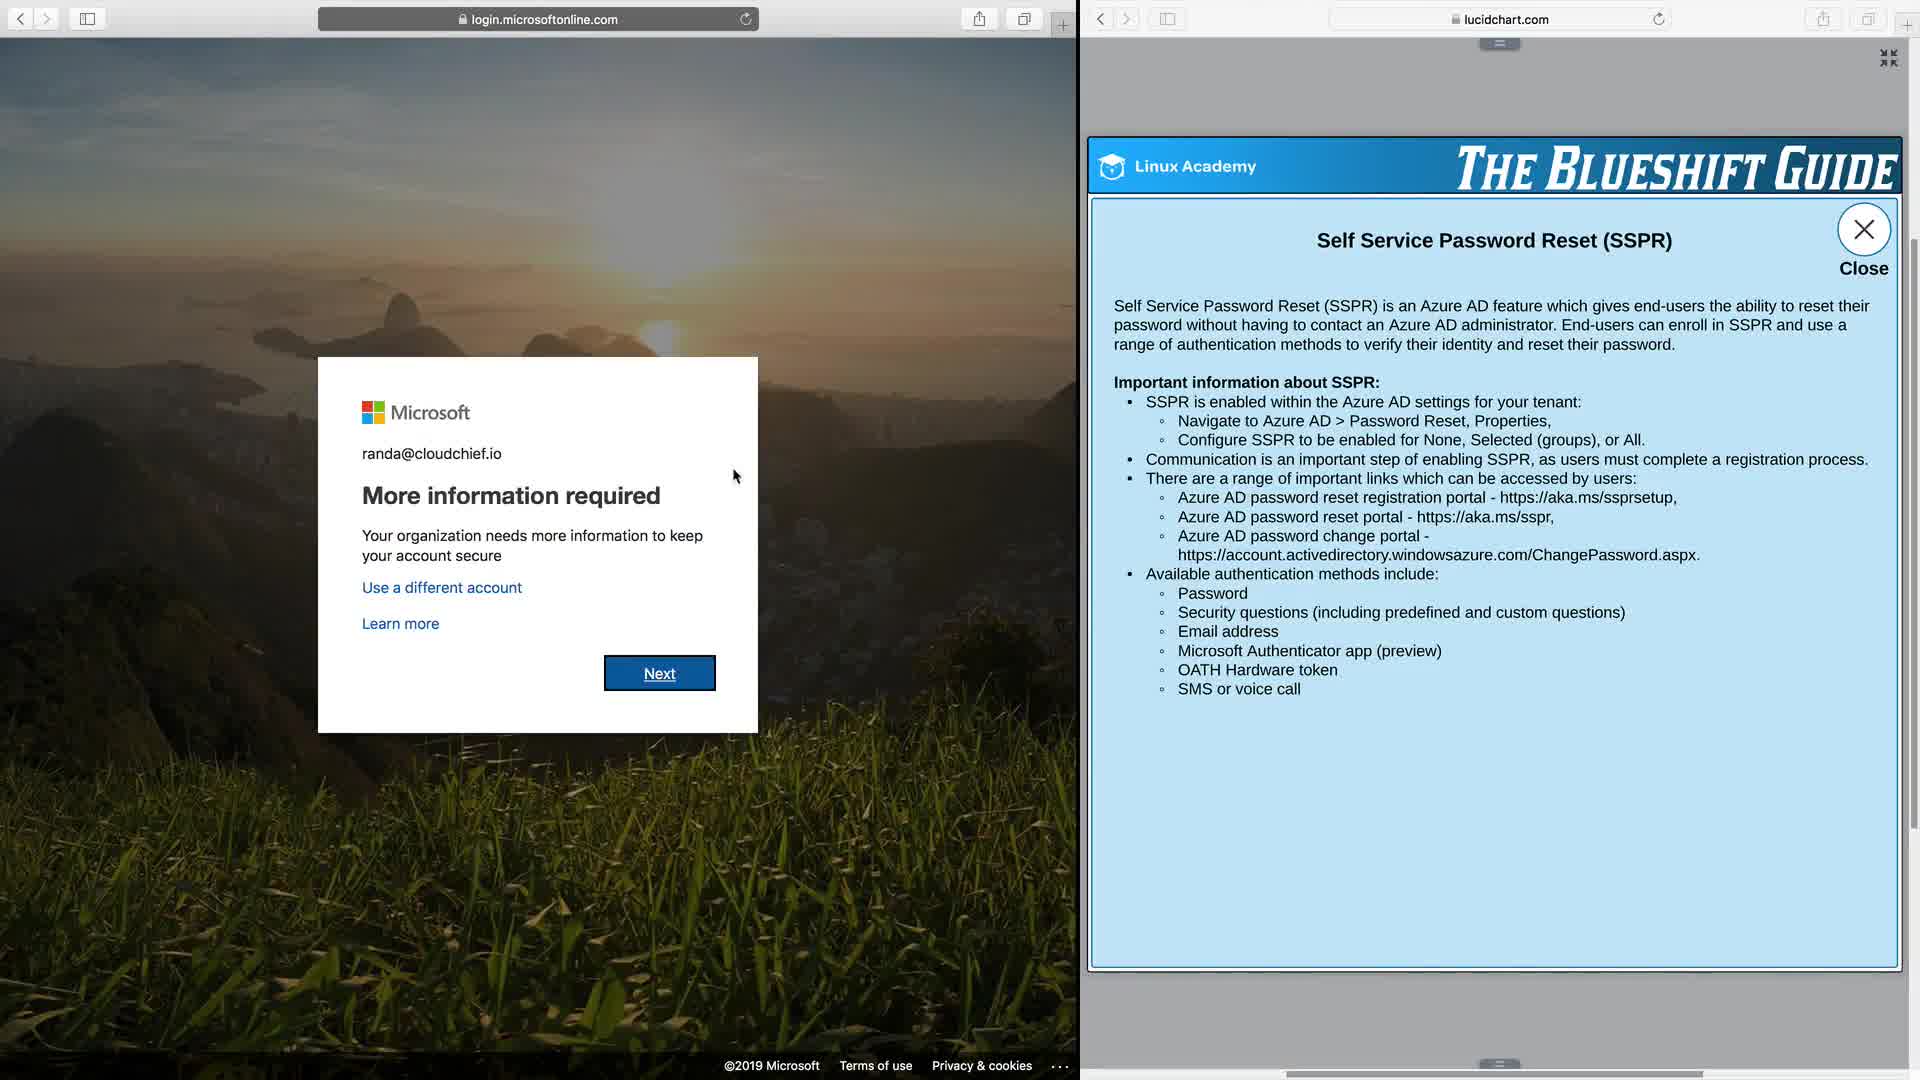 login.microsoftonline.com
Microsoft
randa@cloudchief.io
More information required
Your organization needs more information to keep
your account secure
Use a different account
Learn more
Next
©2019 Microsoft
Terms of use
Privacy & cookies
...
lucidchart.com
Linux Academy
THE BLUESHIFT GUIDE
Self Service Password Reset (SSPR)
Close
Self Service Password Reset (SSPR) is an Azure AD feature which gives end-users the ability to reset their
password without having to contact an Azure AD administrator. End-users can enroll in SSPR and use a
range of authentication methods to verify their identity and reset their password.
Important information about SSPR:
• SSPR is enabled within the Azure AD settings for your tenant:
◦ Navigate to Azure AD > Password Reset, Properties,
◦ Configure SSPR to be enabled for None, Selected (groups), or All.
• Communication is an important step of enabling SSPR, as users must complete a registration process.
• There are a range of important links which can be accessed by users:
◦ Azure AD password reset registration portal - https://aka.ms/ssprsetup,
◦ Azure AD password reset portal - https://aka.ms/sspr,
◦ Azure AD password change portal -
https://account.activedirectory.windowsazure.com/ChangePassword.aspx.
• Available authentication methods include:
◦ Password
◦ Security questions (including predefined and custom questions)
◦ Email address
◦ Microsoft Authenticator app (preview)
◦ OATH Hardware token
◦ SMS or voice call